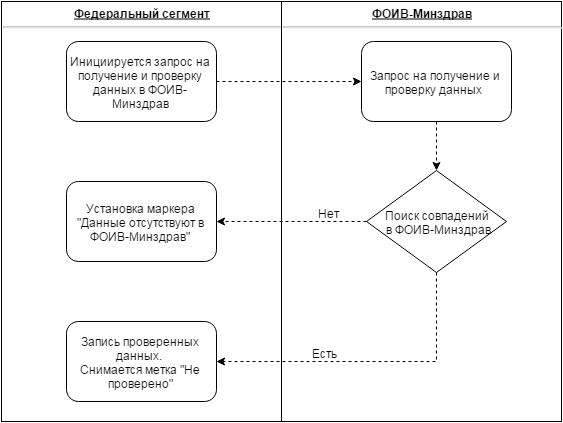 Федеральный сегмент
ФОИВ-Минздрав
Инициируется запрос на
получение и проверку
данных в ФОИВ-
Минздрав
Запрос на получение и
проверку данных
Установка маркера
"Данные отсутствуют в
ФОИВ-Минздрав"
Нет
Поиск совпадений
в ФОИВ-Минздрав
Запись проверенных
данных.
Снимается метка "Не
проверено"
Есть